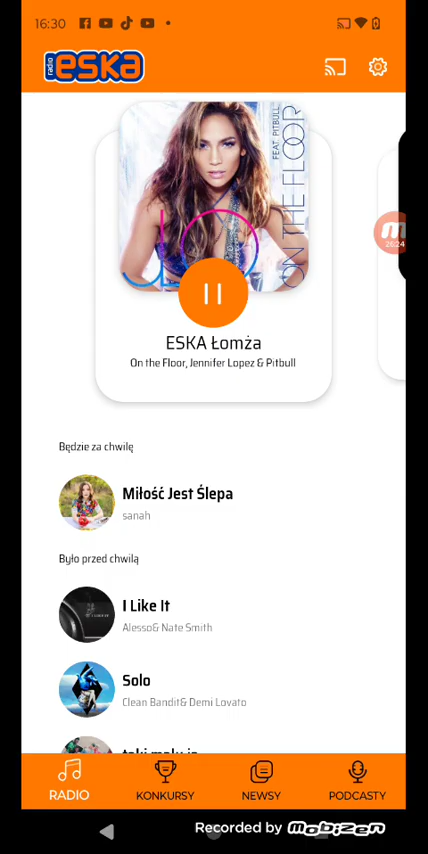 16:30
radio eska
FEAT. PITBULL
ON THE FLOOR
26:24
ESKA Łomża
On the Floor, Jennifer Lopez & Pitbull
Będzie za chwilę
Miłość Jest Ślepa
sanah
Było przed chwilą
I Like It
Alesso& Nate Smith
Solo
Clean Bandit& Demi Lovato
RADIO
KONKURSY
NEWSY
PODCASTY
Recorded by Mobizen